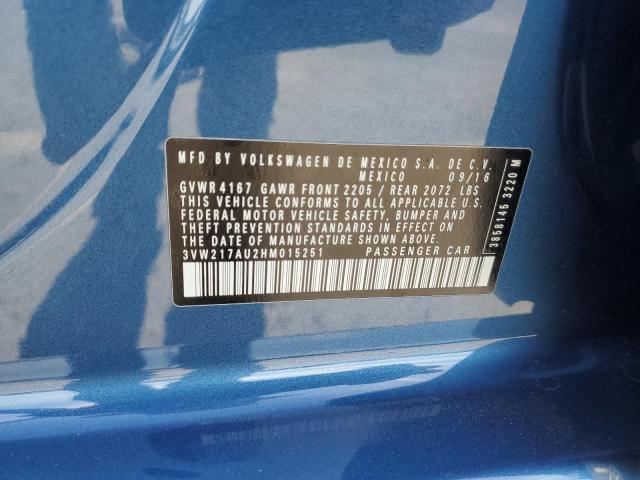 MFD BY VOLKSWAGEN DE MEXICO S.A. DE C.V.
MEXICO 09/16
GVWR 4167 GAWR FRONT 2205 / REAR 2072 LBS
THIS VEHICLE CONFORMS TO ALL APPLICABLE U.S.
FEDERAL MOTOR VEHICLE SAFETY, BUMPER AND
THEFT PREVENTION STANDARDS IN EFFECT ON
THE DATE OF MANUFACTURE SHOWN ABOVE.
3VW217AU2HM015251 PASSENGER CAR
3858145 3220 M